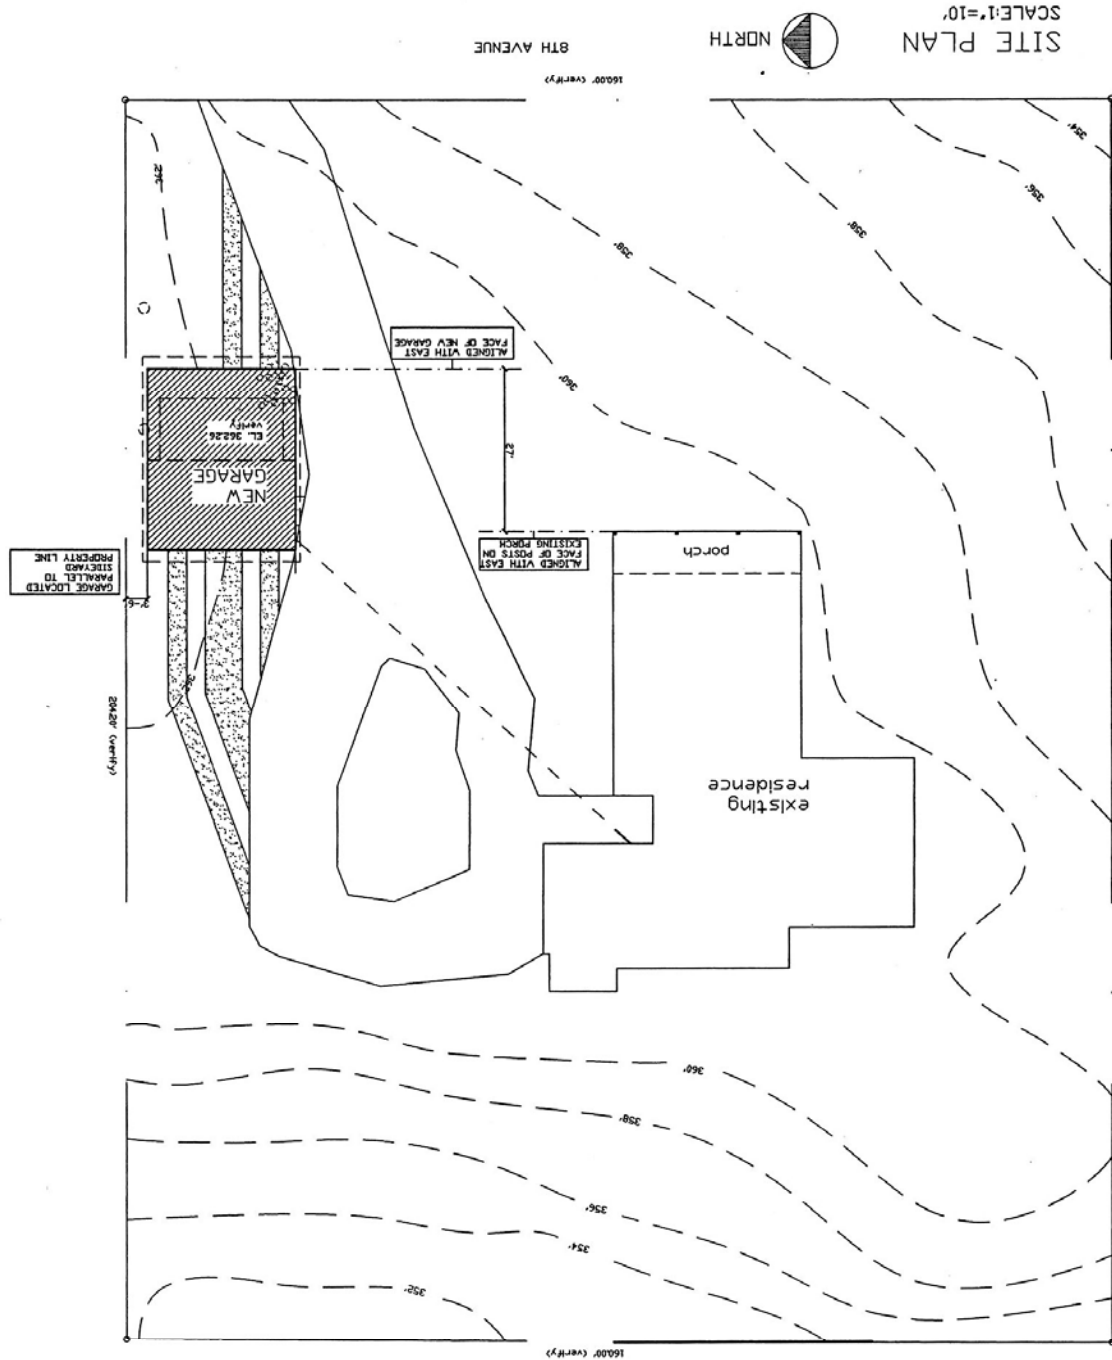 SITE PLAN
SCALE:1"=10'
NORTH
8TH AVENUE
160.00' (verify)
354'
356'
358'
358'
360'
362'
ALIGNED WITH EAST
FACE OF NEW GARAGE
27'
EL. 362.26
verify
NEW
GARAGE
ALIGNED WITH EAST
FACE OF POSTS ON
EXISTING PORCH
porch
GARAGE LOCATED
PARALLEL TO
SIDEYARD
PROPERTY LINE
3'-6"
204.20' (verify)
existing
residence
360'
358'
356'
354'
352'
160.00' (verify)